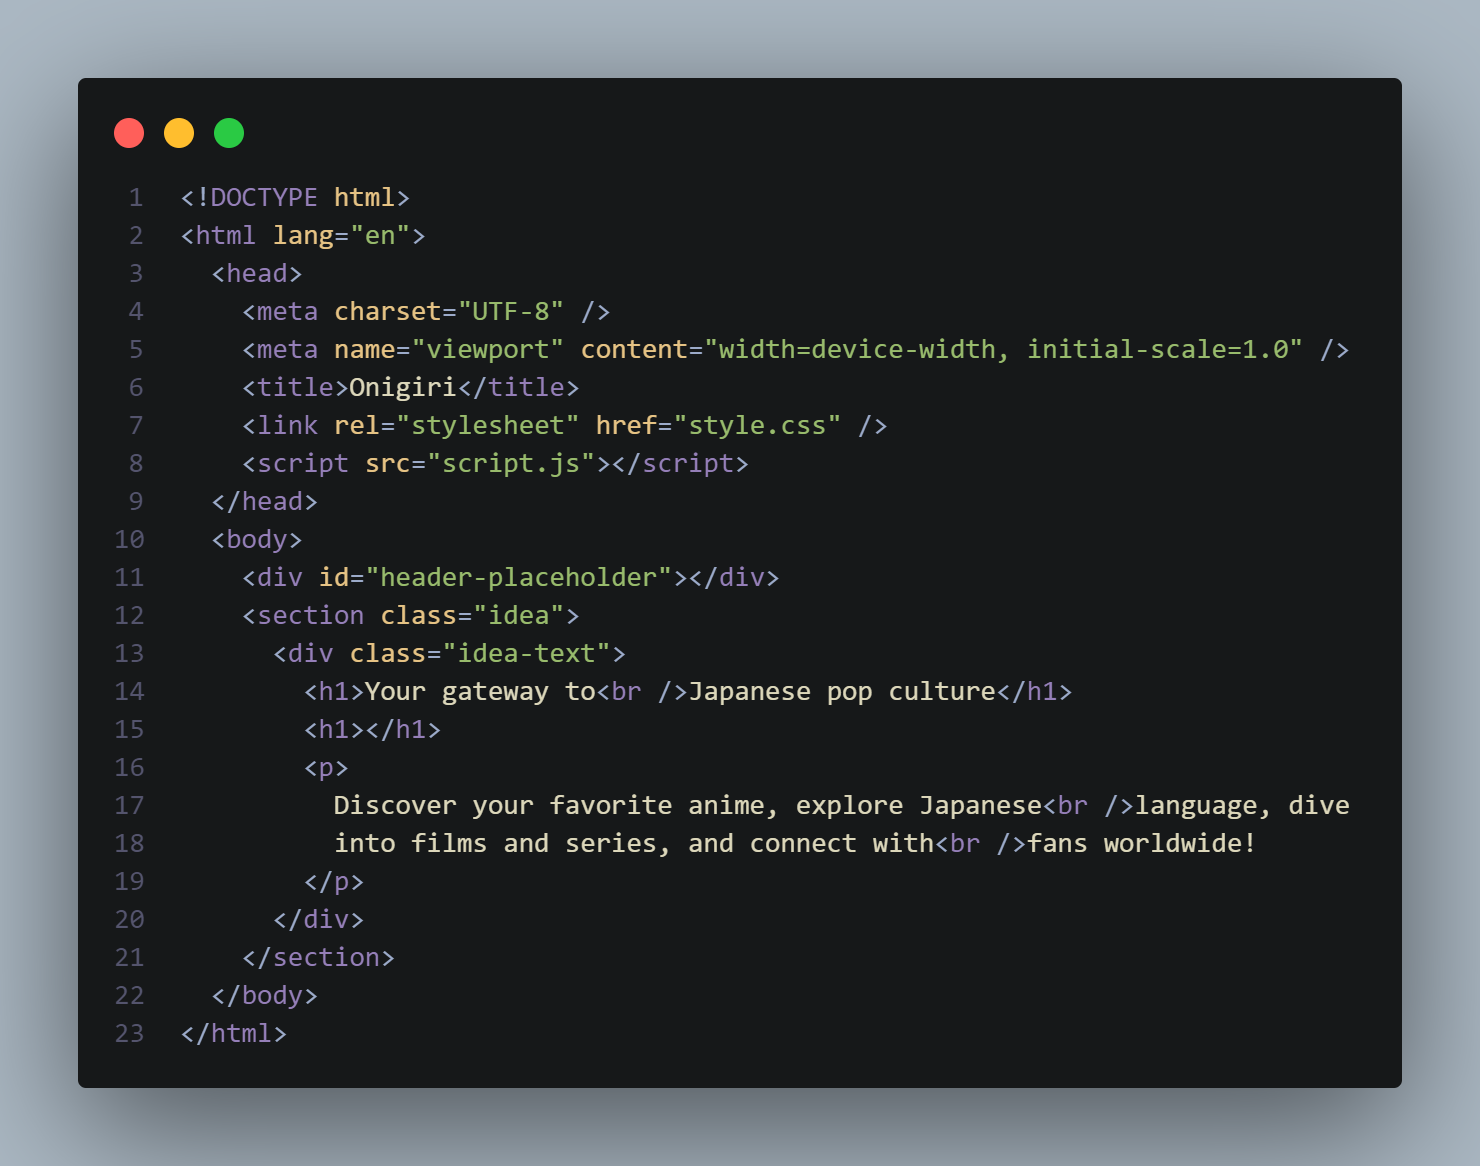 1 <!DOCTYPE html>
2 <html lang="en">
3   <head>
4     <meta charset="UTF-8" />
5     <meta name="viewport" content="width=device-width, initial-scale=1.0" />
6     <title>Onigiri</title>
7     <link rel="stylesheet" href="style.css" />
8     <script src="script.js"></script>
9   </head>
10   <body>
11     <div id="header-placeholder"></div>
12     <section class="idea">
13       <div class="idea-text">
14         <h1>Your gateway to<br />Japanese pop culture</h1>
15         <h1></h1>
16         <p>
17           Discover your favorite anime, explore Japanese<br />language, dive
18           into films and series, and connect with<br />fans worldwide!
19         </p>
20       </div>
21     </section>
22   </body>
23 </html>